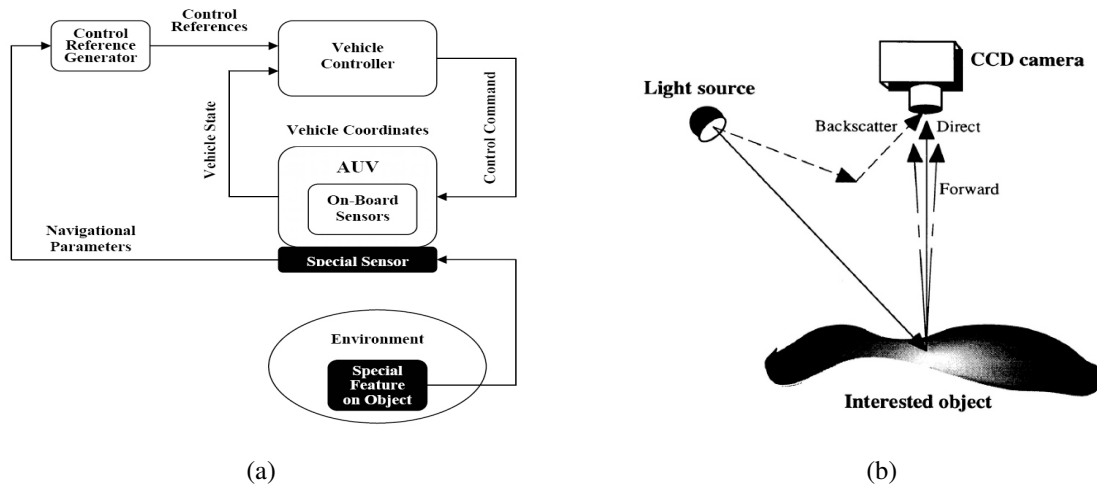 Control
Reference
Generator
Control
References
Vehicle
Controller
Vehicle State
Vehicle Coordinates
Control Command
AUV
On-Board
Sensors
Navigational
Parameters
Special Sensor
Environment
Special
Feature
on Object
(a)
CCD camera
Light source
Backscatter
Direct
Forward
Interested object
(b)